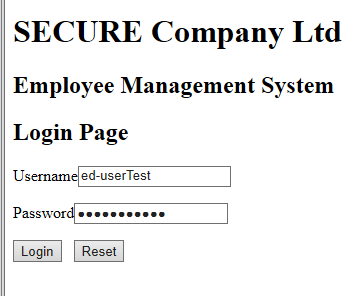 SECURE Company Ltd
Employee Management System
Login Page
Username ed-userTest
Password •••••••••••
Login Reset